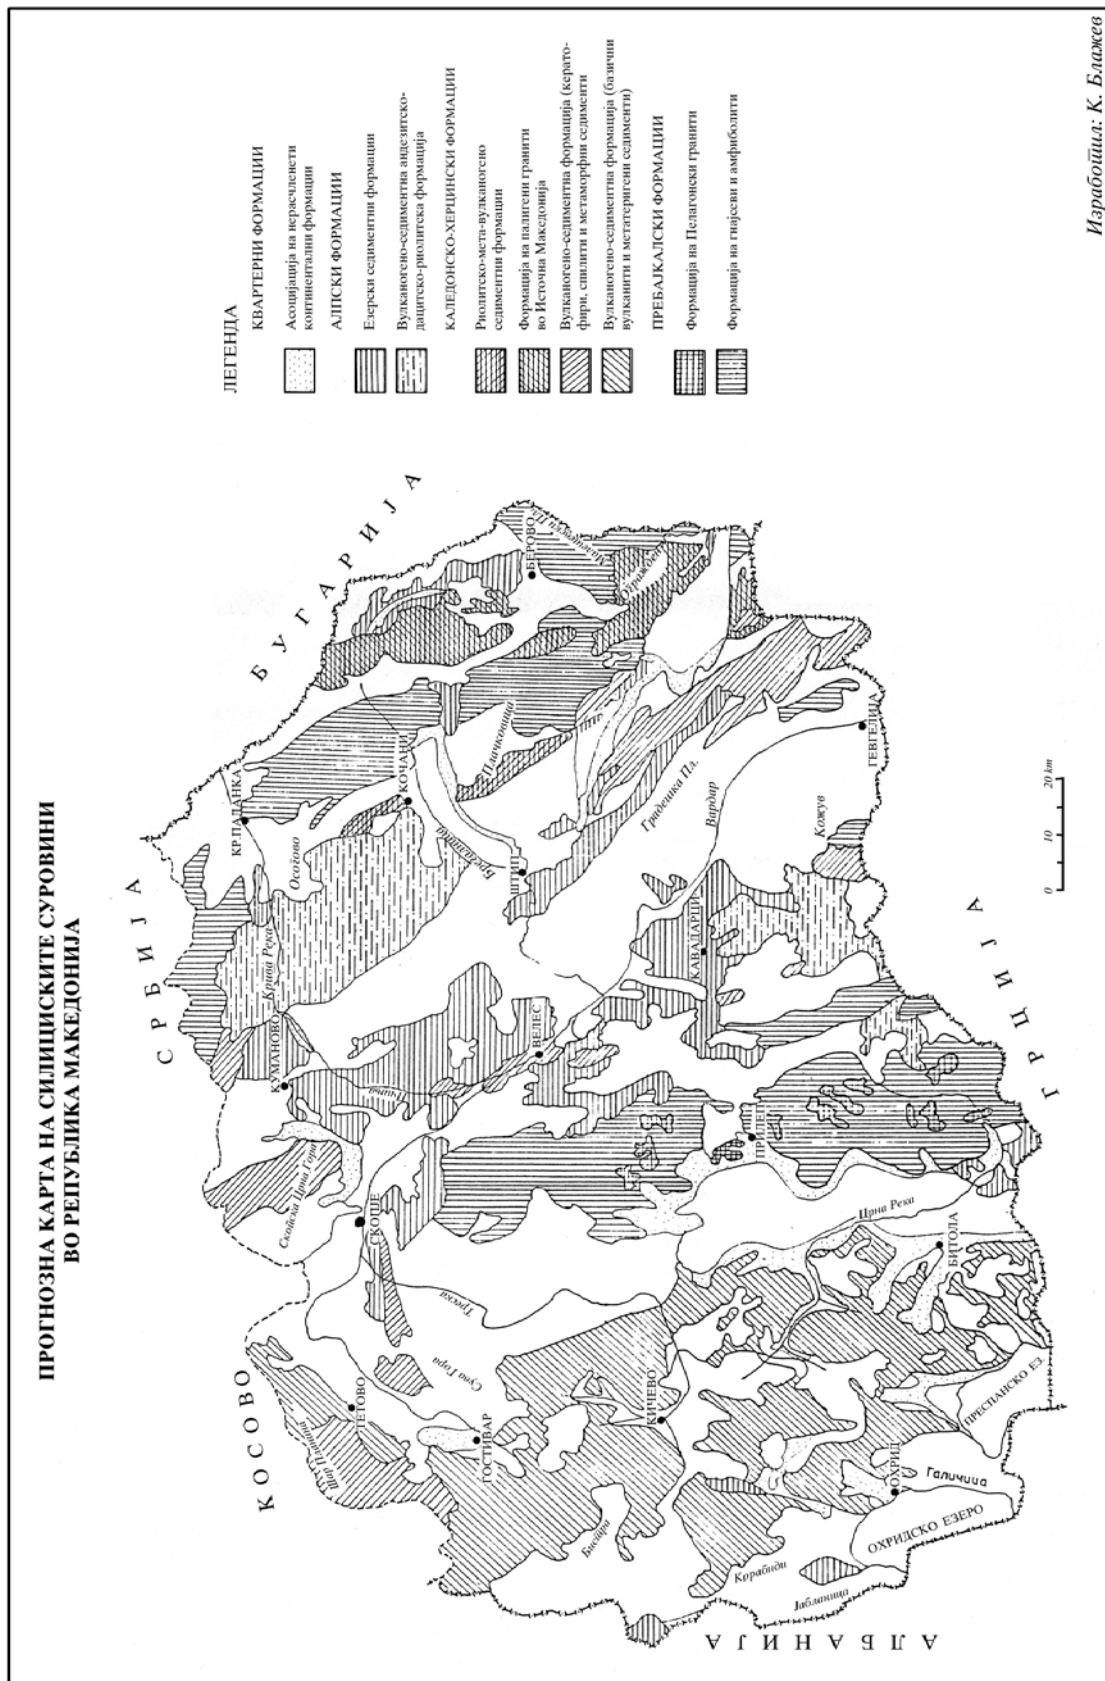 ПРОГНОЗНА КАРТА НА СИЛИЦИСКИТЕ СУРОВИНИ
ВО РЕПУБЛИКА МАКЕДОНИЈА
КОСОВО
СРБИЈА
БУГАРИЈА
ГРЦИЈА
АЛБАНИЈА
Шар Планина
ТЕТОВО
ГОСТИВАР
Сува Гора
Бистра
КИЧЕВО
Треска
СКОПЈЕ
Скопска Црна Гора
КУМАНОВО
Крива Река
Пчиња
ВЕЛЕС
КР.ПАЛАНКА
Осогово
КОЧАНИ
Брегалница
ШТИП
Плачковица
БЕРОВО
Малешевски Пл.
Огражден
Градешка Пл.
Вардар
ГЕВГЕЛИЈА
Кожув
КАВАДАРЦИ
ПРИЛЕП
Црна Река
БИТОЛА
ПРЕСПАНСКО ЕЗ.
ОХРИД
Галичица
ОХРИДСКО ЕЗЕРО
Јабланица
0 10 20 km
ЛЕГЕНДА
КВАРТЕРНИ ФОРМАЦИИ
Асоцијација на нерасчленети
континентални формации
АЛПСКИ ФОРМАЦИИ
Езерски седиментни формации
Вулканогено-седиментна андезитско-
дацитско-риолитска формација
КАЛЕДОНСКО-ХЕРЦИНСКИ ФОРМАЦИИ
Риолитско-мета-вулканогено
седиментни формации
Формација на палигени гранити
во Источна Македонија
Вулканогено-седиментна формација (керато-
фири, спилити и метаморфни седименти
Вулканогено-седиментна формација (базични
вулканити и метатеригени седименти)
ПРЕБАЈКАЛСКИ ФОРМАЦИИ
Формација на Пелагонски гранити
Формација на гнајсеви и амфиболити
Изработил: К. Блажев